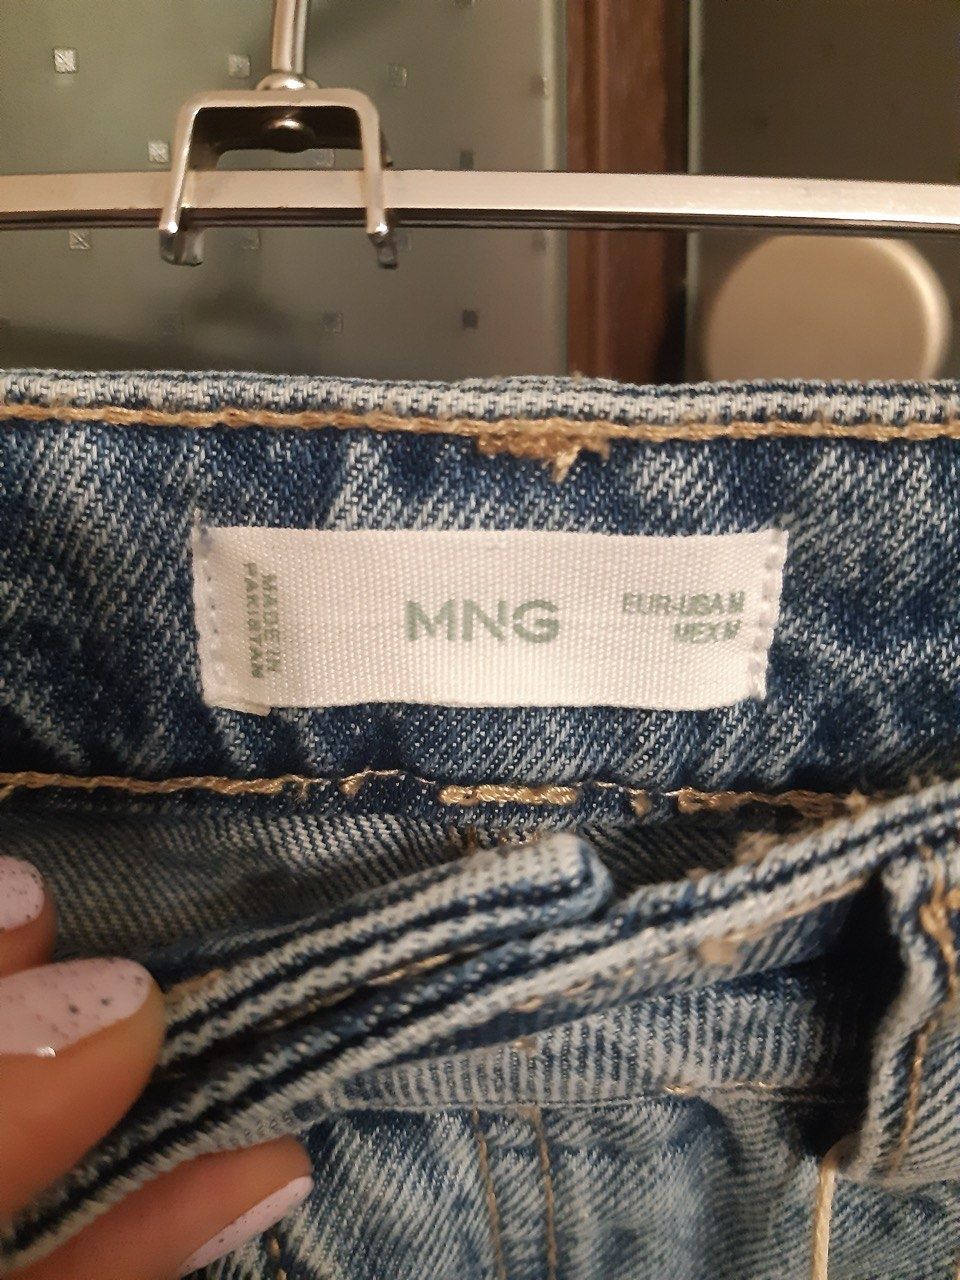 MADE IN
PAKISTAN
MNG
EUR-USA M
MEX M